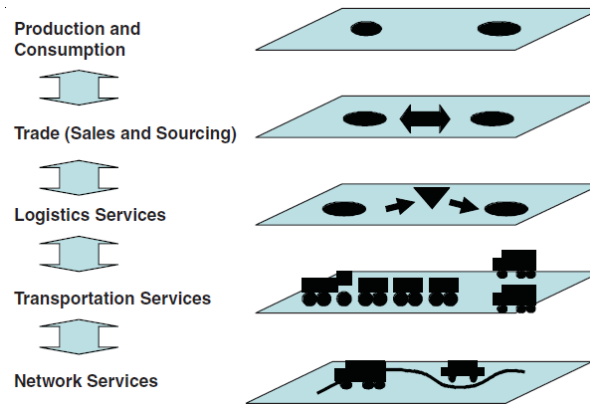 Production and
Consumption
Trade (Sales and Sourcing)
Logistics Services
Transportation Services
Network Services